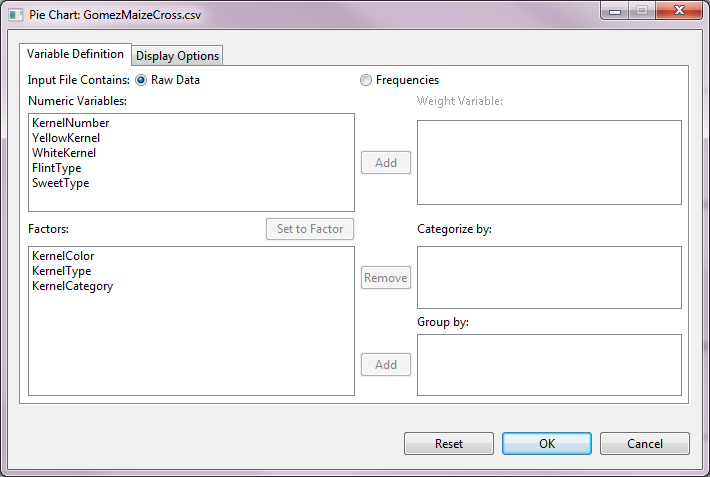 Pie Chart: GomezMaizeCross.csv
Variable Definition
Display Options
Input File Contains:
Raw Data
Frequencies
Numeric Variables:
Weight Variable:
KernelNumber
YellowKernel
WhiteKernel
FlintType
SweetType
Add
Factors:
Set to Factor
Categorize by:
KernelColor
KernelType
KernelCategory
Remove
Group by:
Add
Reset
OK
Cancel